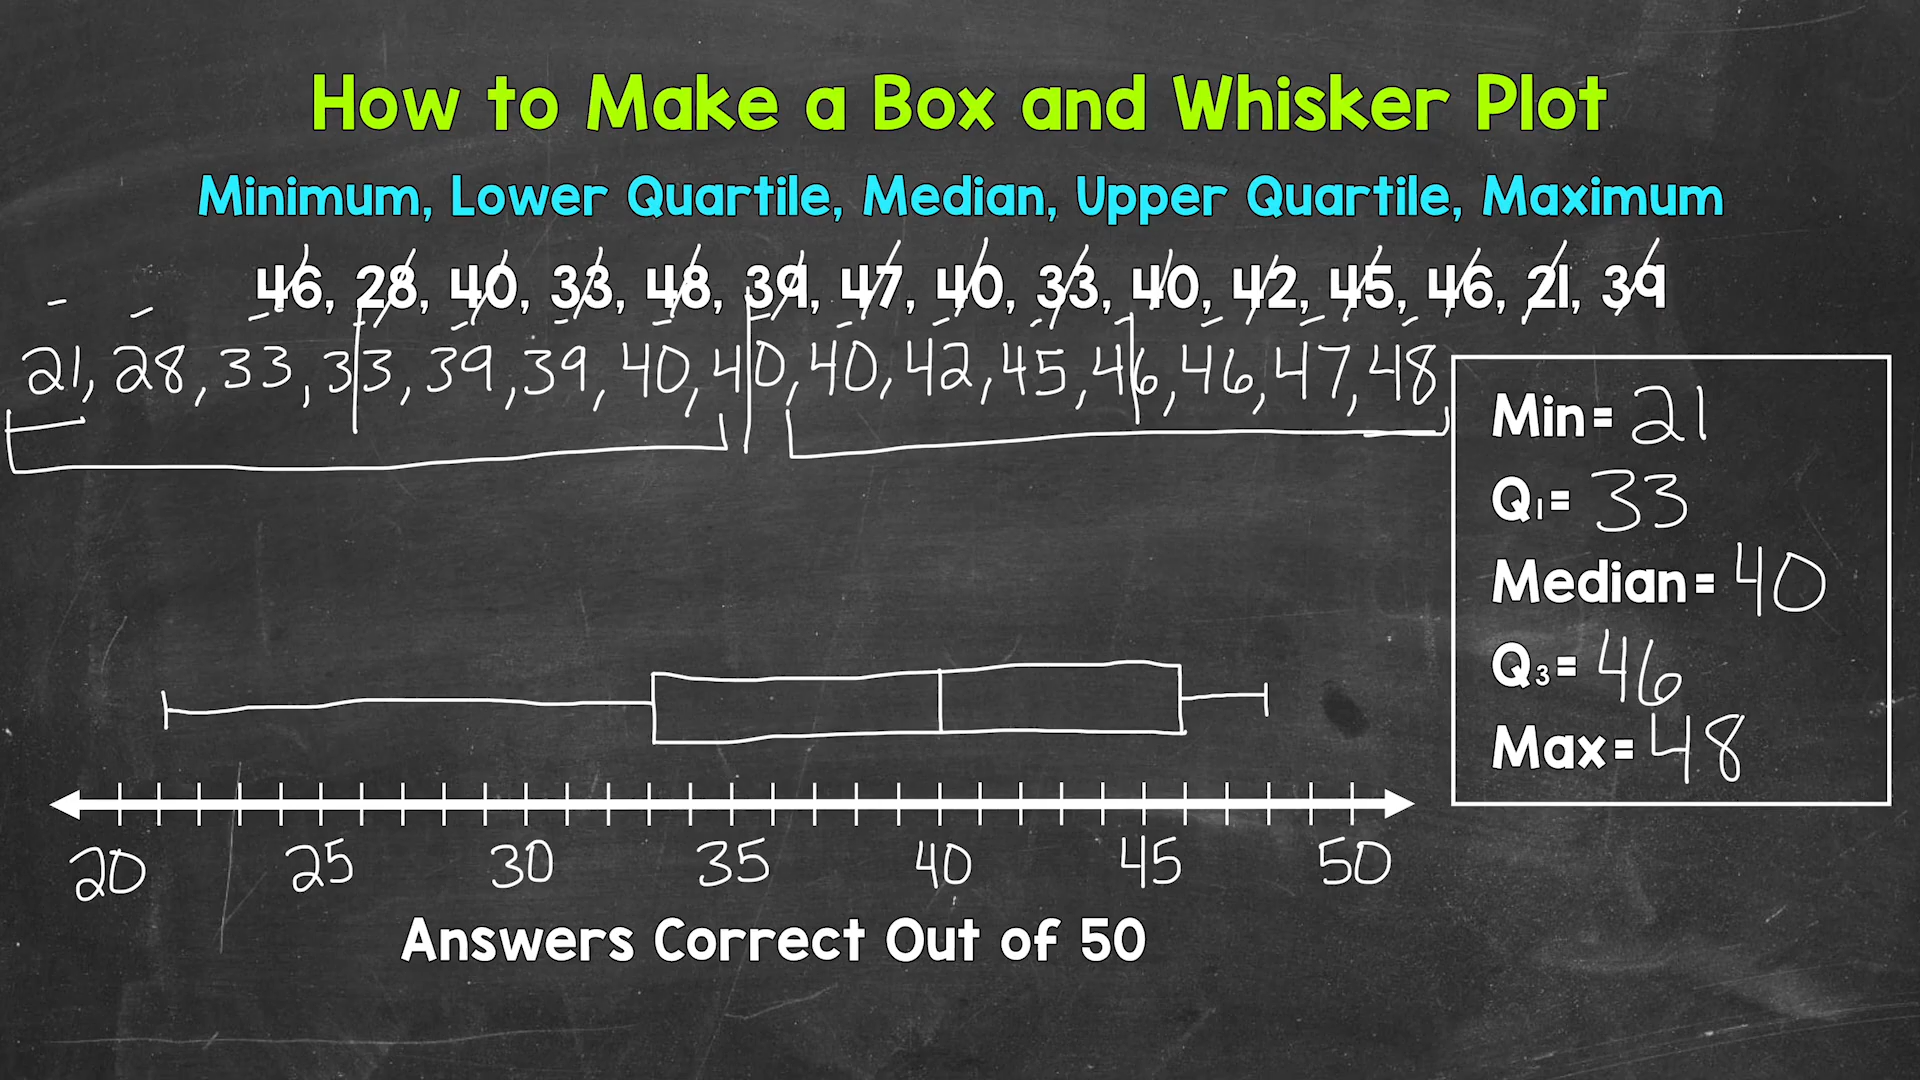 How to Make a Box and Whisker Plot
Minimum, Lower Quartile, Median, Upper Quartile, Maximum
46, 28, 40, 33, 48, 39, 47, 40, 33, 40, 42, 45, 46, 21, 39
21, 28, 33, 33, 39, 39, 40, 40, 40, 42, 45, 46, 46, 47, 48
Min= 21
Q1= 33
Median= 40
Q3= 46
Max= 48
20 25 30 35 40 45 50
Answers Correct Out of 50